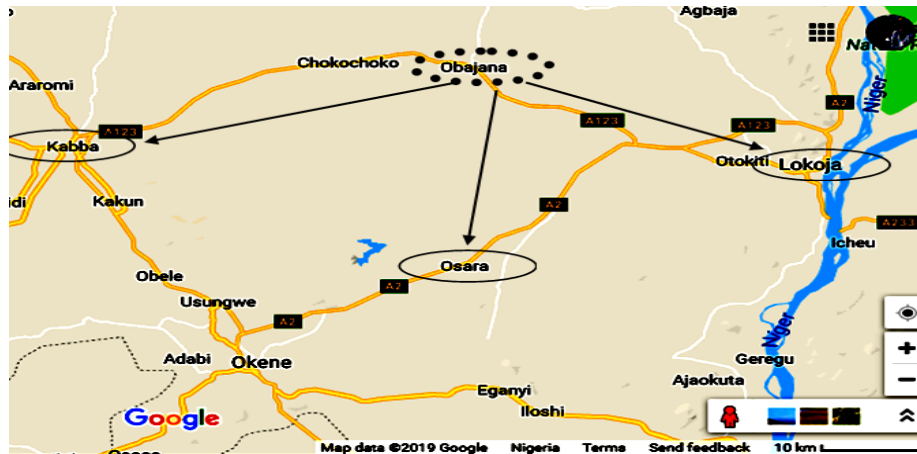 Agbaja
Chokochoko
Obajana
Niger
Araromi
A2
A123
A123
A123
Kabba
Otokiti
Lokoja
Kakun
A2
A233
Icheu
Osara
Obele
A2
Usungwe
A2
Niger
Adabi
Okene
Geregu
Ajaokuta
Eganyi
Iloshi
Google
Map data ©2019 Google Nigeria Terms Send feedback 10 km